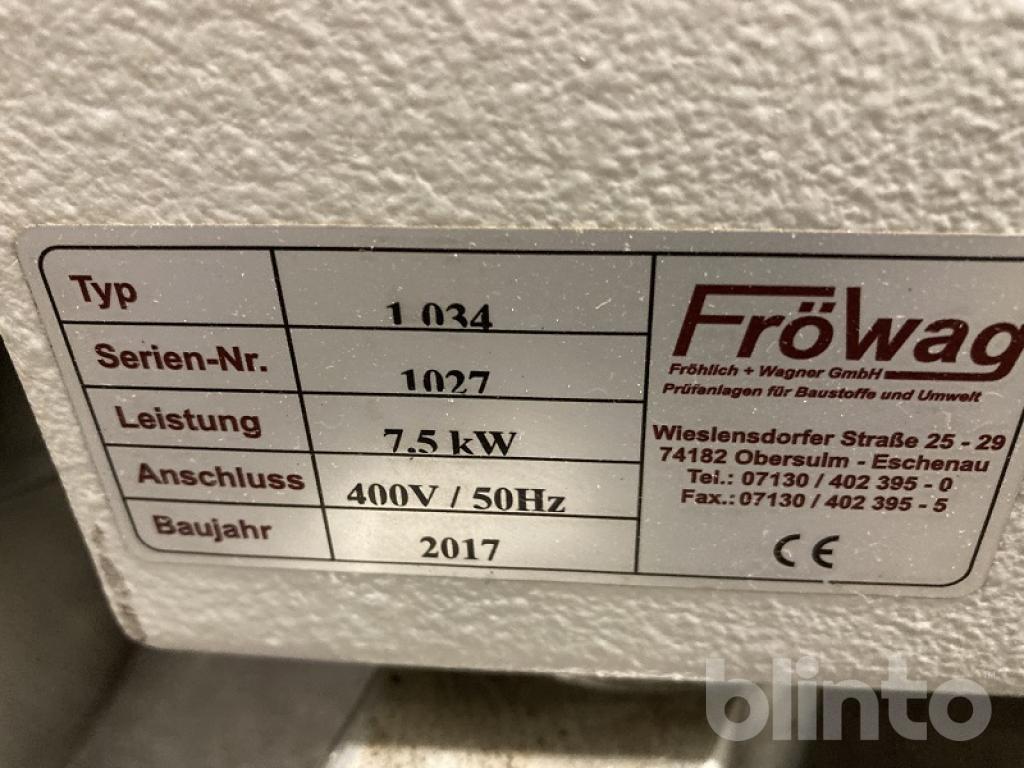 Typ 1.034
Serien-Nr. 1027
Leistung 7,5 kW
Anschluss 400V / 50Hz
Baujahr 2017
FröWag
Fröhlich + Wagner GmbH
Prüfanlagen für Baustoffe und Umwelt
Wieslensdorfer Straße 25 - 29
74182 Obersulm - Eschenau
Tel.: 07130 / 402 395 - 0
Fax.: 07130 / 402 395 - 5
CE
blinto